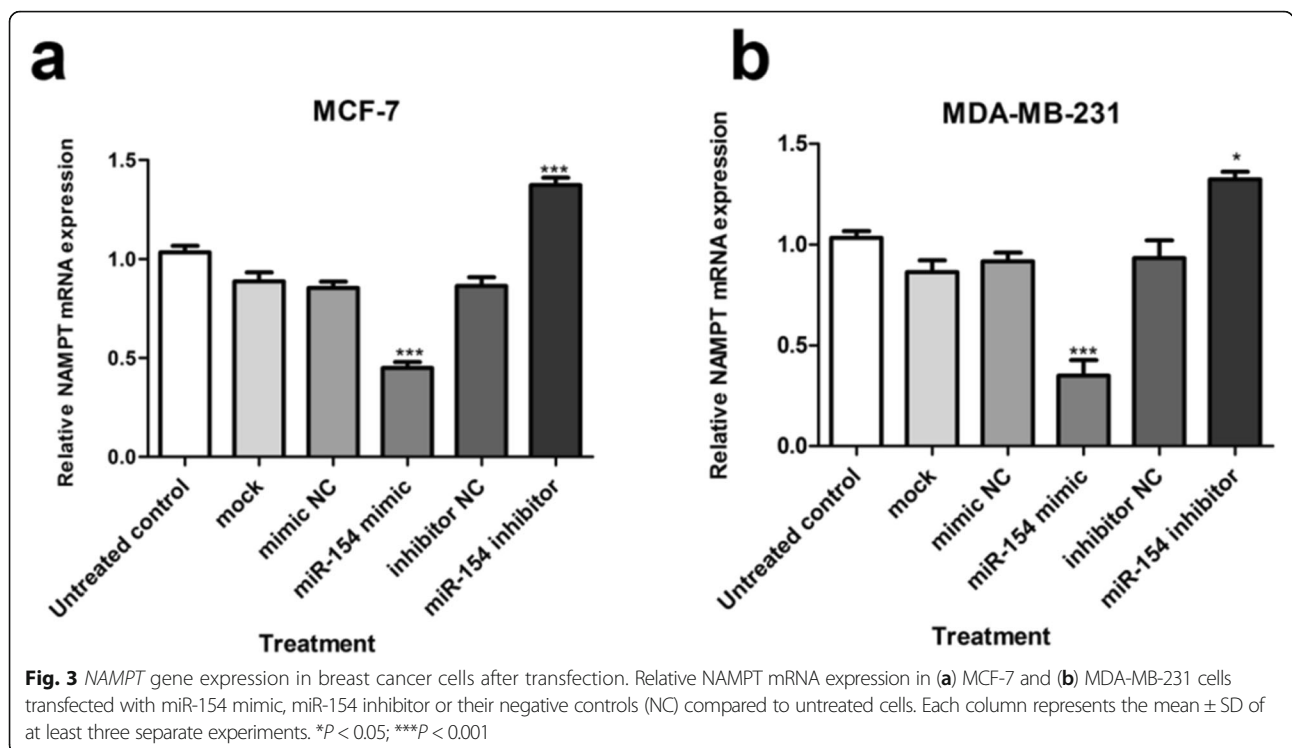 a
MCF-7
Relative NAMPT mRNA expression
1.5
1.0
0.5
0.0
***
***
Untreated control
mock
mimic NC
miR-154 mimic
inhibitor NC
miR-154 inhibitor
Treatment
b
MDA-MB-231
Relative NAMPT mRNA expression
1.5
1.0
0.5
0.0
***
*
Untreated control
mock
mimic NC
miR-154 mimic
inhibitor NC
miR-154 inhibitor
Treatment
Fig. 3 NAMPT gene expression in breast cancer cells after transfection. Relative NAMPT mRNA expression in (a) MCF-7 and (b) MDA-MB-231 cells
transfected with miR-154 mimic, miR-154 inhibitor or their negative controls (NC) compared to untreated cells. Each column represents the mean ± SD of
at least three separate experiments. *P < 0.05; ***P < 0.001